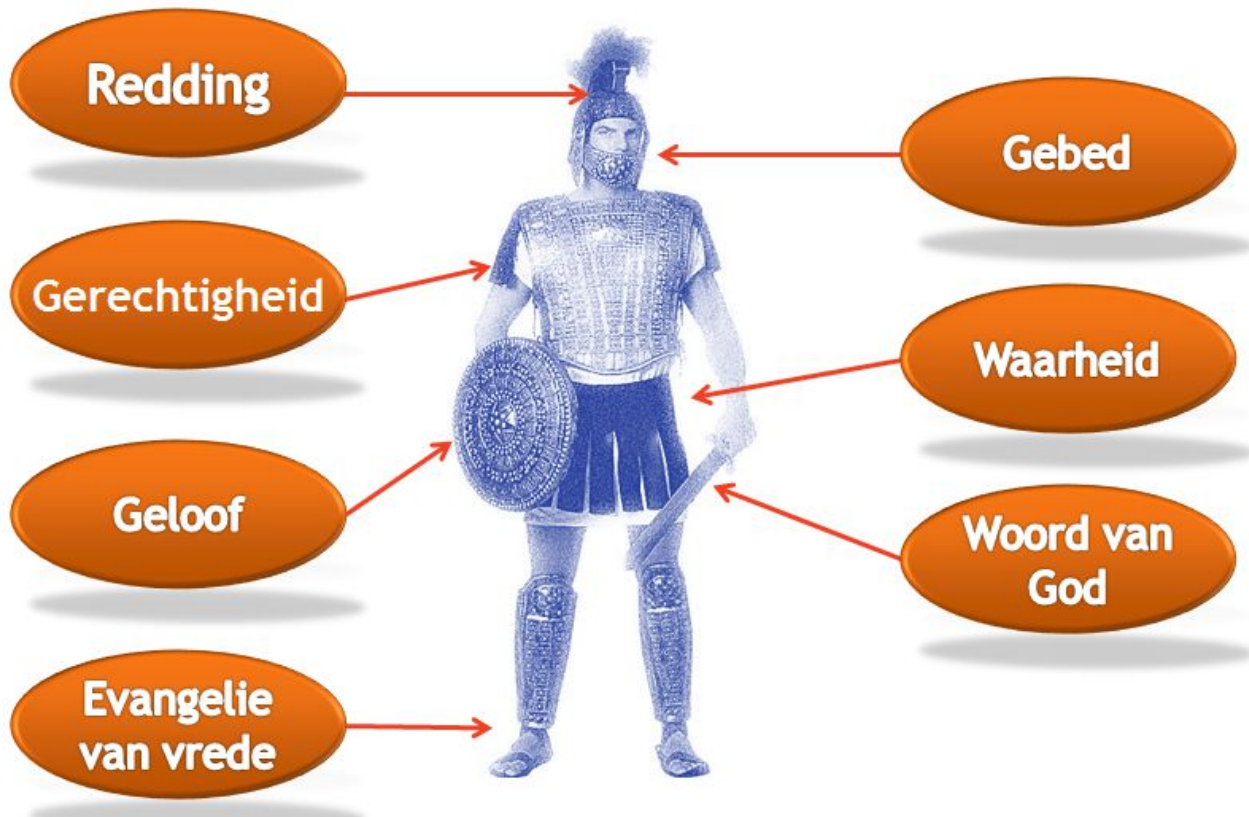 Redding
Gebed
Gerechtigheid
Waarheid
Geloof
Woord van
God
Evangelie
van vrede